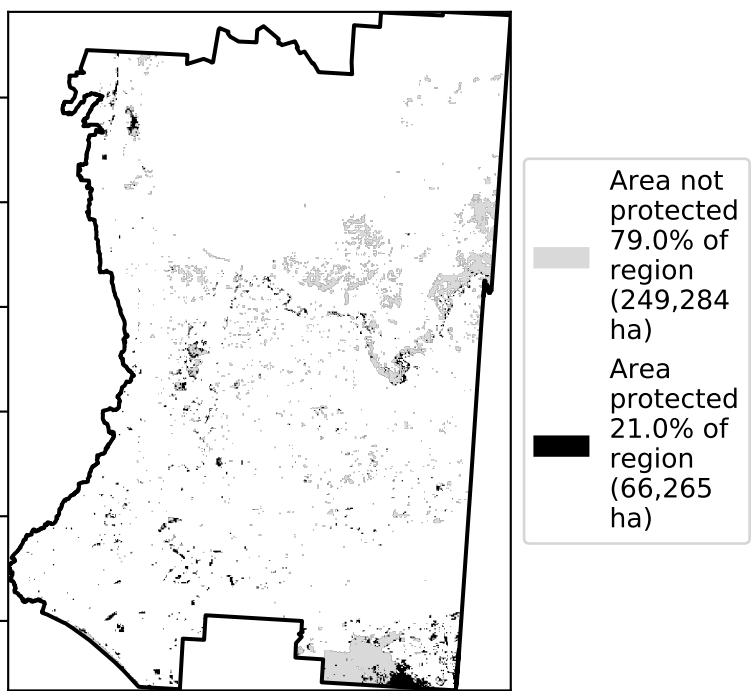 Area not
protected
79.0% of
region
(249,284
ha)
Area
protected
21.0% of
region
(66,265
ha)